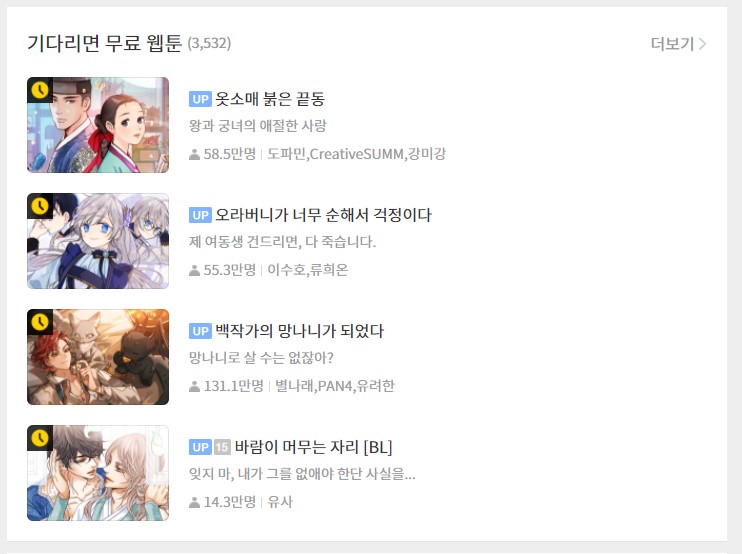 기다리면 무료 웹툰 (3,532)
더보기
UP 옷소매 붉은 끝동
왕과 궁녀의 애절한 사랑
58.5만명 | 도파민,CreativeSUMM,강미강
UP 오라버니가 너무 순해서 걱정이다
제 여동생 건드리면, 다 죽습니다.
55.3만명 | 이수호,류희온
UP 백작가의 망나니가 되었다
망나니로 살 수는 없잖아?
131.1만명 | 별나래,PAN4,유려한
UP 15 바람이 머무는 자리 [BL]
잊지 마, 내가 그를 없애야 한단 사실을...
14.3만명 | 유사